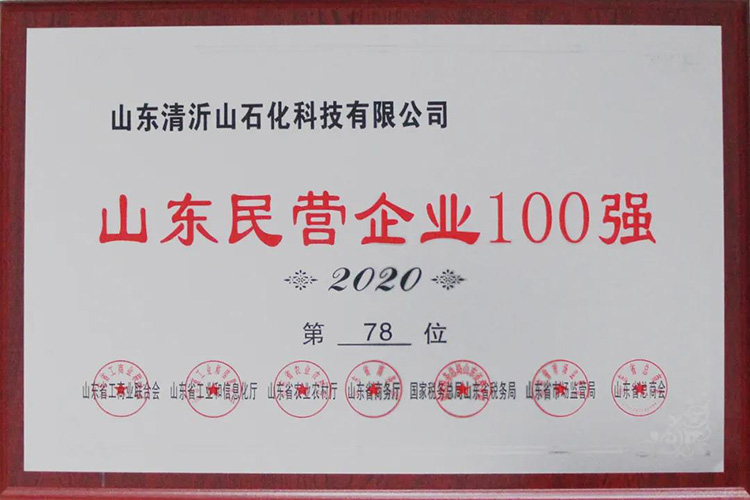 山东清沂山石化科技有限公司
山东民营企业100强
2020
第 78 位
山东省工商业联合会 山东省工业和信息化厅 山东省农业农村厅 山东省商务厅 国家税务总局山东省税务局 山东省市场监管局 山东省总商会